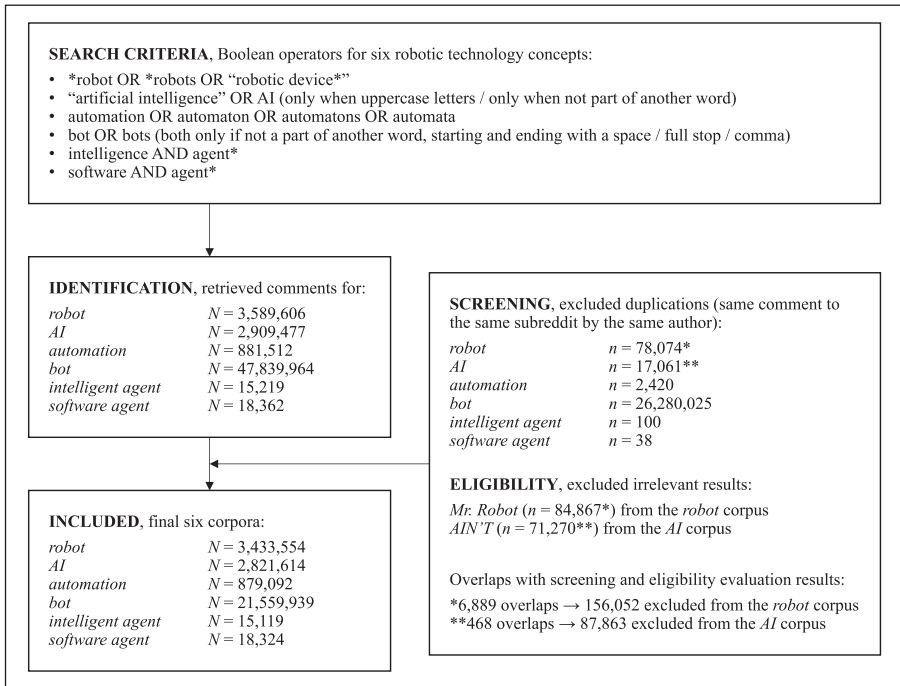 SEARCH CRITERIA, Boolean operators for six robotic technology concepts:
• *robot OR *robots OR “robotic device*”
• “artificial intelligence” OR AI (only when uppercase letters / only when not part of another word)
• automation OR automaton OR automatons OR automata
• bot OR bots (both only if not a part of another word, starting and ending with a space / full stop / comma)
• intelligence AND agent*
• software AND agent*
IDENTIFICATION, retrieved comments for:
robot N = 3,589,606
AI N = 2,909,477
automation N = 881,512
bot N = 47,839,964
intelligent agent N = 15,219
software agent N = 18,362
SCREENING, excluded duplications (same comment to
the same subreddit by the same author):
robot n = 78,074*
AI n = 17,061**
automation n = 2,420
bot n = 26,280,025
intelligent agent n = 100
software agent n = 38
ELIGIBILITY, excluded irrelevant results:
Mr. Robot (n = 84,867*) from the robot corpus
AIN’T (n = 71,270**) from the AI corpus
Overlaps with screening and eligibility evaluation results:
*6,889 overlaps → 156,052 excluded from the robot corpus
**468 overlaps → 87,863 excluded from the AI corpus
INCLUDED, final six corpora:
robot N = 3,433,554
AI N = 2,821,614
automation N = 879,092
bot N = 21,559,939
intelligent agent N = 15,119
software agent N = 18,324